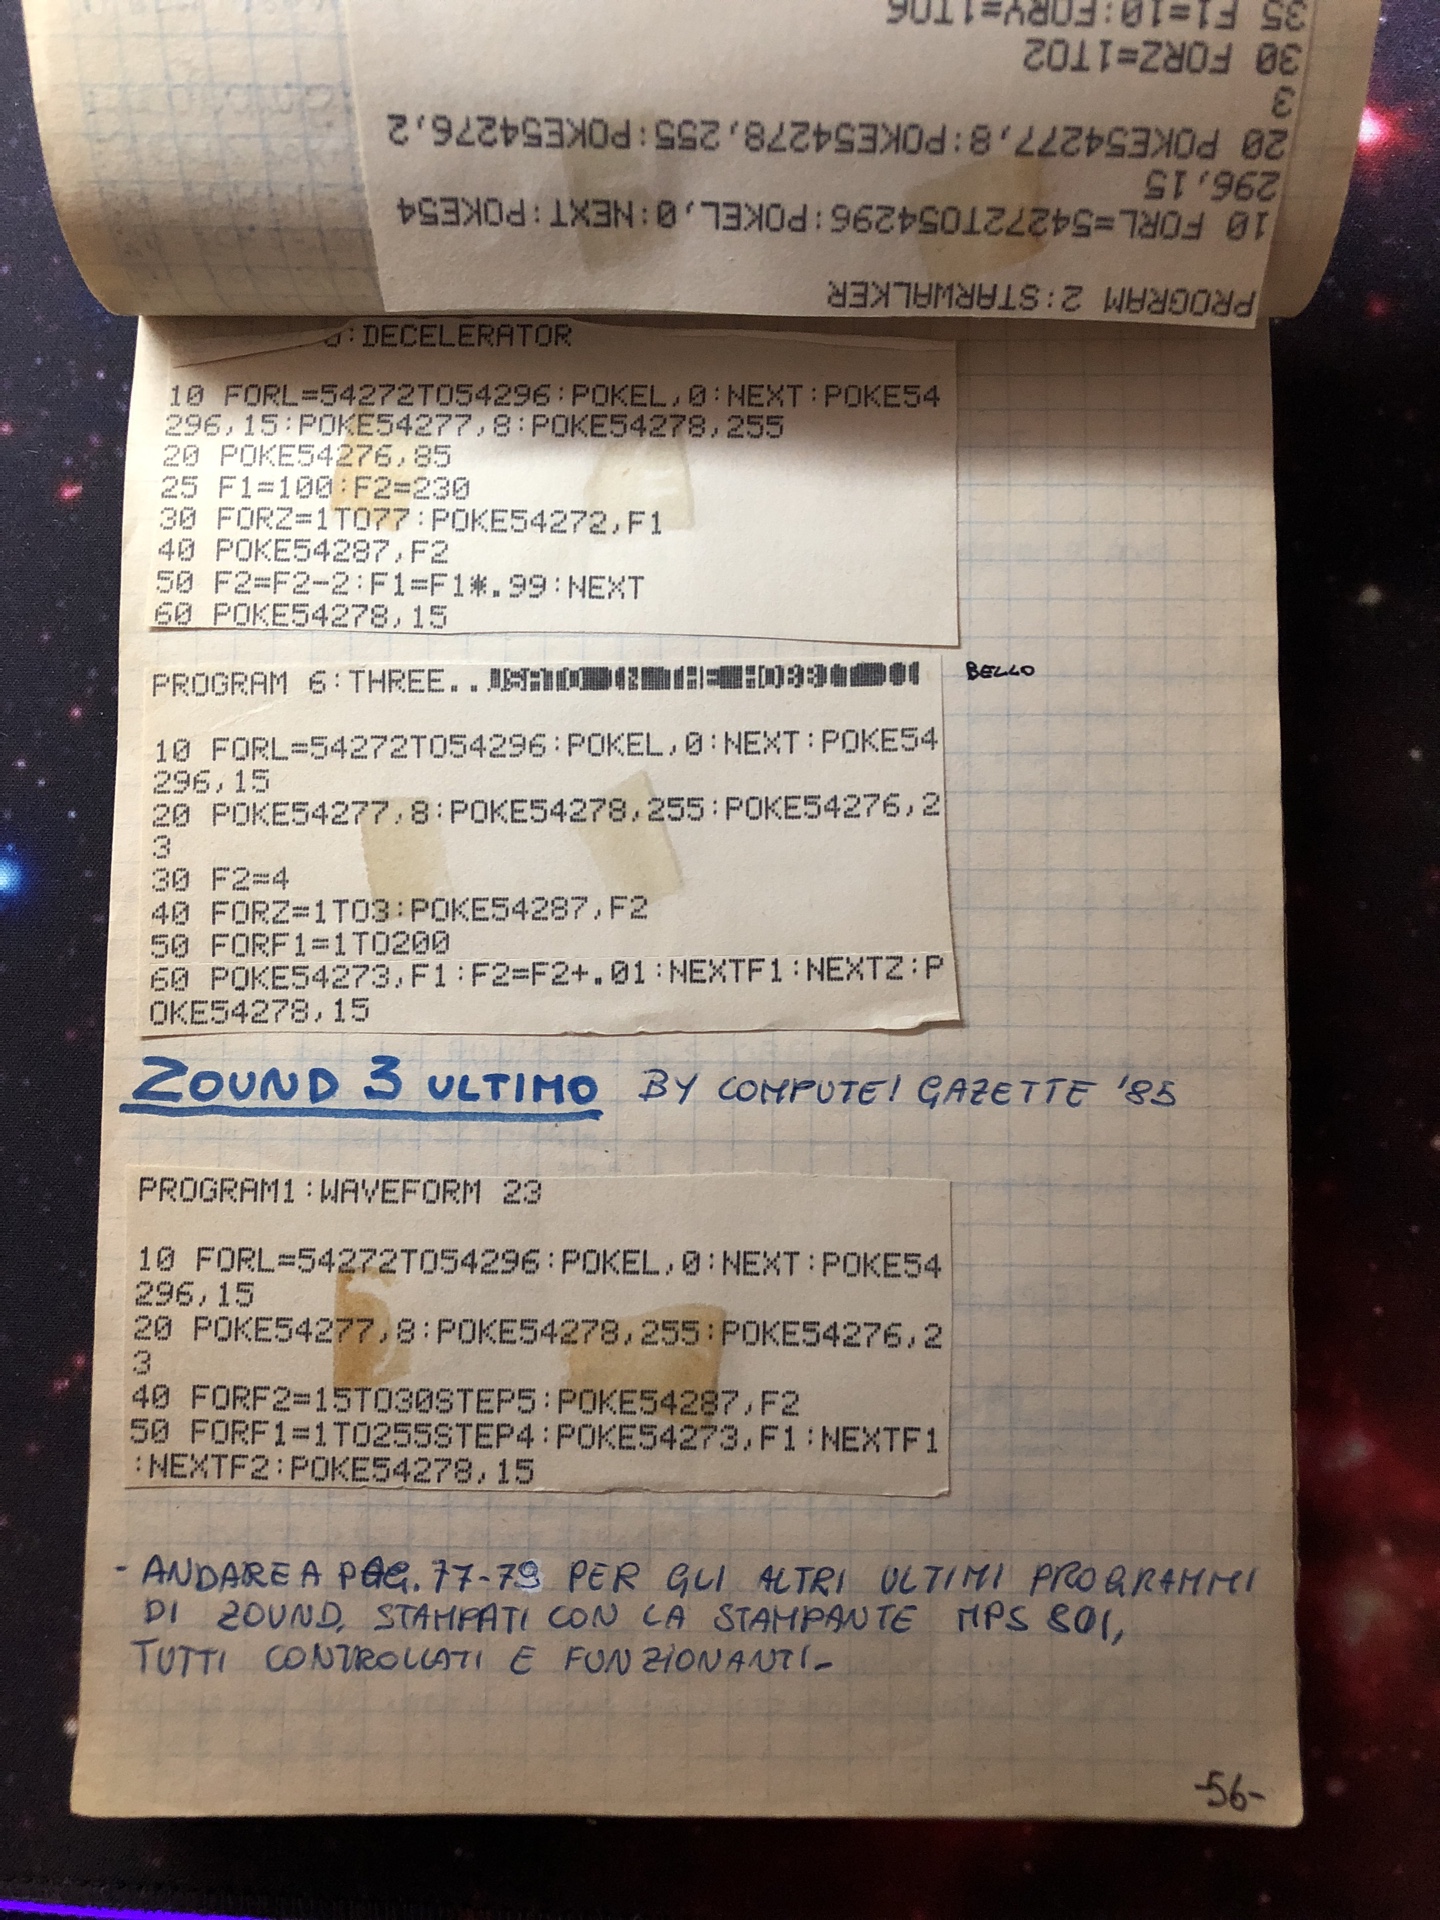 35 F1=10:FORY=1TO6
30 FORZ=1TO2
3
20 POKE54277,8:POKE54278,255:POKE54276,2
296,15
10 FORL=54272TO54296:POKEL,0:NEXT:POKE54
PROGRAM 2:STARWALKER
:DECELERATOR
10 FORL=54272TO54296:POKEL,0:NEXT:POKE54
296,15:POKE54277,8:POKE54278,255
20 POKE54276,85
25 F1=100:F2=230
30 FORZ=1TO77:POKE54272,F1
40 POKE54287,F2
50 F2=F2-2:F1=F1*.99:NEXT
60 POKE54278,15
PROGRAM 6:THREE..
BELLO
10 FORL=54272TO54296:POKEL,0:NEXT:POKE54
296,15
20 POKE54277,8:POKE54278,255:POKE54276,2
3
30 F2=4
40 FORZ=1TO3:POKE54287,F2
50 FORF1=1TO200
60 POKE54273,F1:F2=F2+.01:NEXTF1:NEXTZ:P
OKE54278,15
ZOUND 3 ULTIMO BY COMPUTE! GAZETTE '85
PROGRAM1:WAVEFORM 23
10 FORL=54272TO54296:POKEL,0:NEXT:POKE54
296,15
20 POKE54277,8:POKE54278,255:POKE54276,2
3
40 FORF2=15TO30STEP5:POKE54287,F2
50 FORF1=1TO255STEP4:POKE54273,F1:NEXTF1
:NEXTF2:POKE54278,15
- ANDARE A PAG. 77-79 PER GLI ALTRI ULTIMI PROGRAMMI
DI ZOUND, STAMPATI CON LA STAMPANTE MPS 801,
TUTTI CONTROLLATI E FUNZIONANTI-
-56-